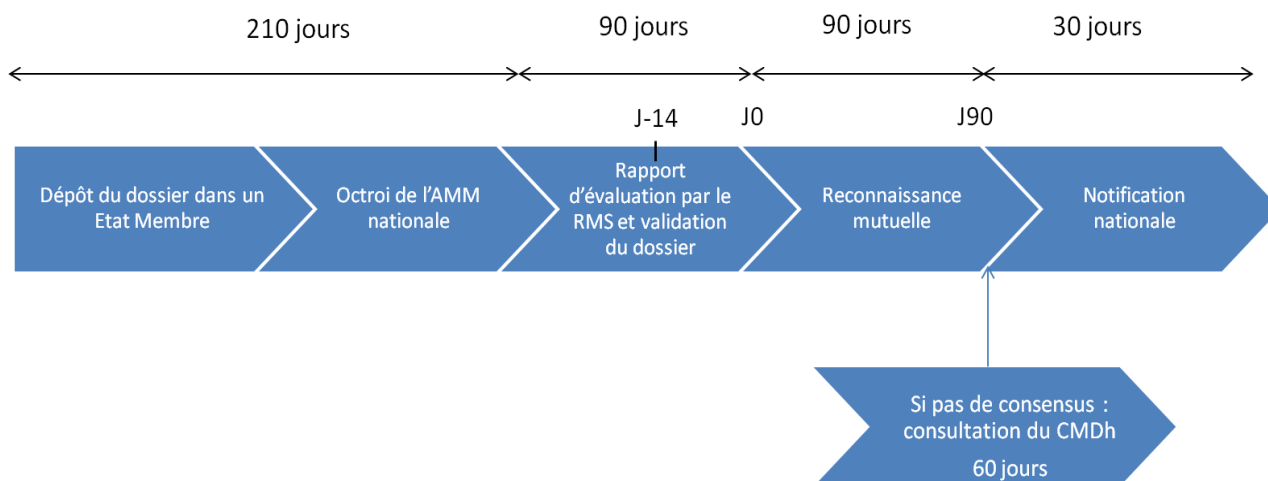 210 jours
90 jours
90 jours
30 jours
J-14
J0
J90
Dépôt du dossier dans un
Etat Membre
Octroi de l'AMM
nationale
Rapport
d'évaluation par le
RMS et validation
du dossier
Reconnaissance
mutuelle
Notification
nationale
Si pas de consensus :
consultation du CMDh
60 jours